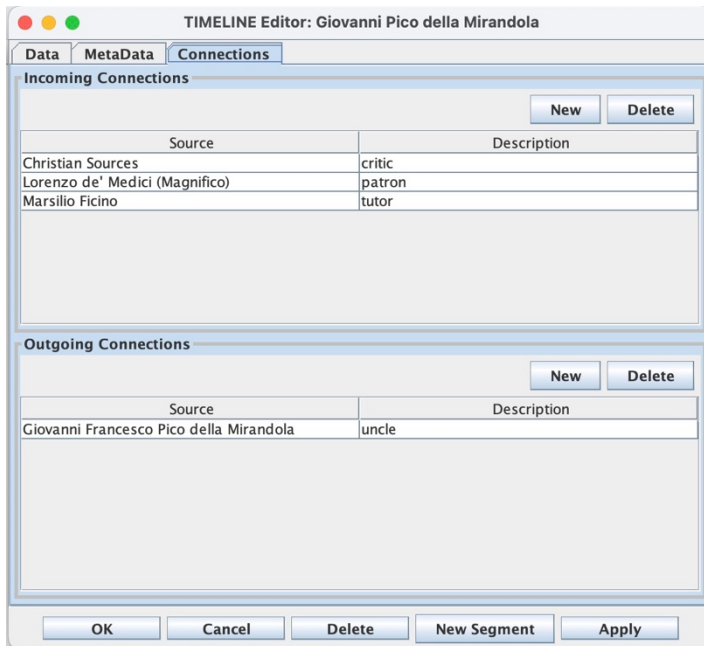 TIMELINE Editor: Giovanni Pico della Mirandola
Data MetaData Connections
Incoming Connections
New Delete
Source Description
Christian Sources critic
Lorenzo de' Medici (Magnifico) patron
Marsilio Ficino tutor
Outgoing Connections
New Delete
Source Description
Giovanni Francesco Pico della Mirandola uncle
OK Cancel Delete New Segment Apply